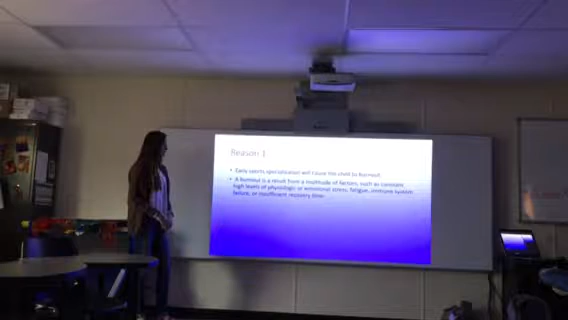 Reason 1
• Early sports specialization will cause the child to burnout.
• A burnout is a result from a multitude of factors, such as constant
high levels of physiologic or emotional stress, fatigue, immune system
failure, or insufficient recovery time.